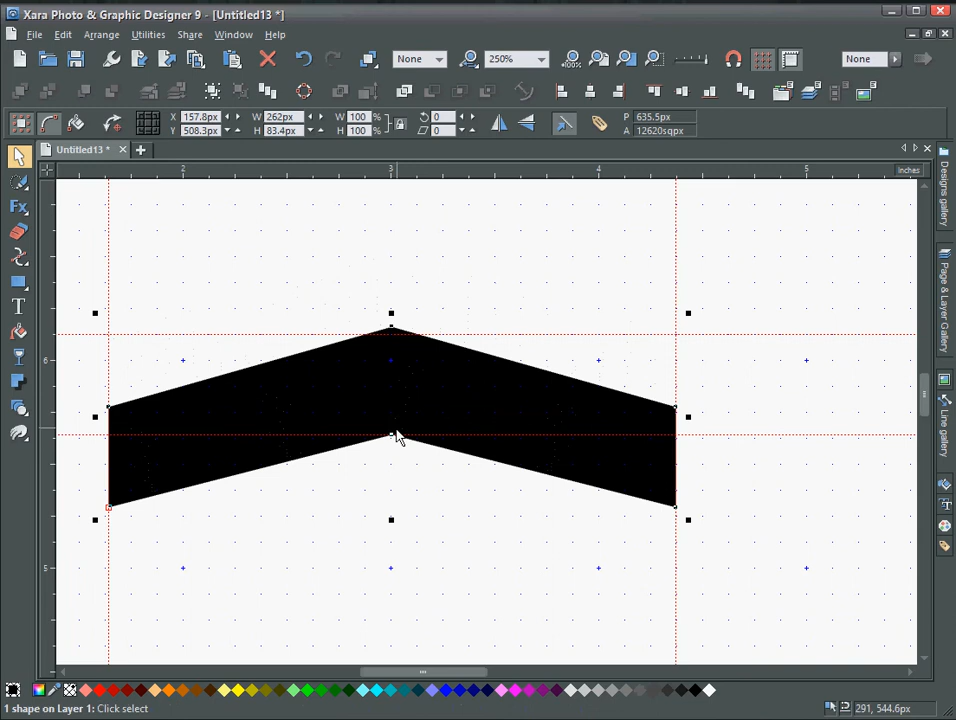 Xara Photo & Graphic Designer 9 - [Untitled13 *]
File Edit Arrange Utilities Share Window Help
None 250% None
X 157.8px W 262px W 100 % 0 P 635.5px
Y 508.3px H 83.4px H 100 % 0 A 12620sqpx
Untitled13 *
2 3 4 5 inches
6
5
Designs gallery
Page & Layer Gallery
Line gallery
1 shape on Layer 1: Click select 291, 544.6px